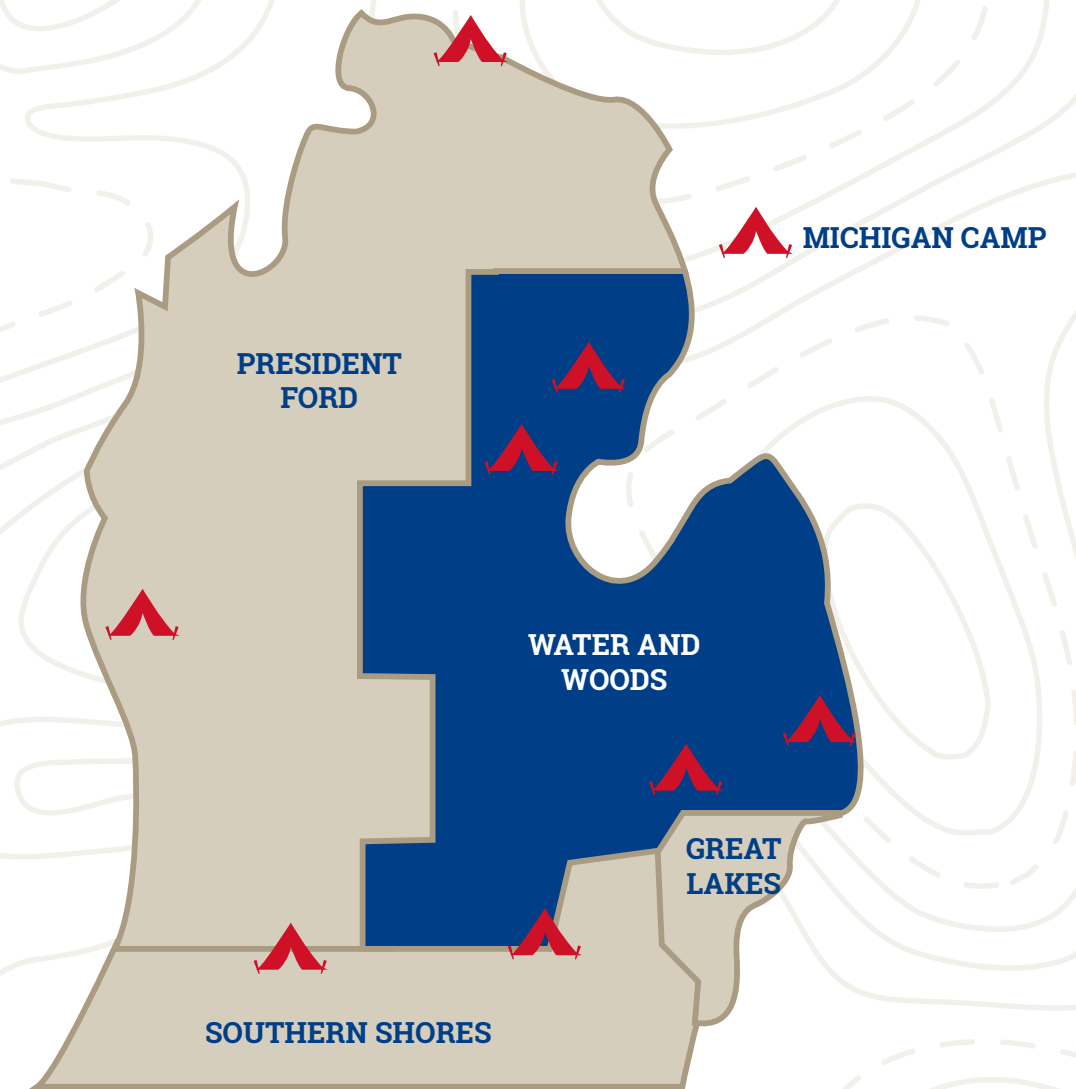 MICHIGAN CAMP
PRESIDENT
FORD
WATER AND
WOODS
GREAT
LAKES
SOUTHERN SHORES